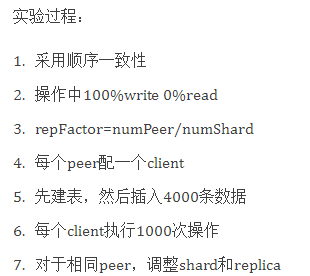 实验过程：
1. 采用顺序一致性
2. 操作中100%write 0%read
3. repFactor=numPeer/numShard
4. 每个peer配一个client
5. 先建表，然后插入4000条数据
6. 每个client执行1000次操作
7. 对于相同peer，调整shard和replica